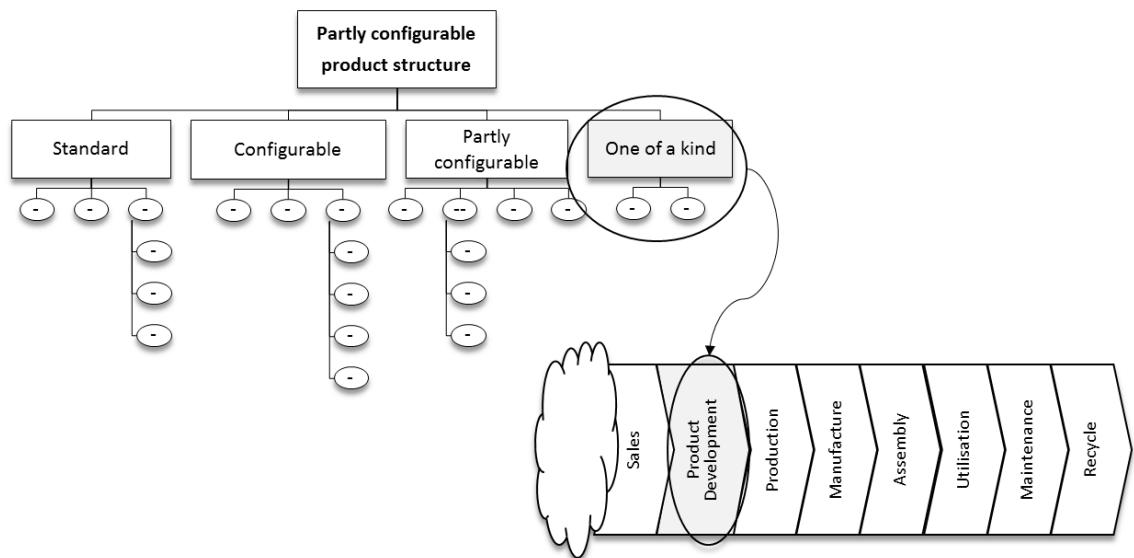 Partly configurable
product structure
Standard
Configurable
Partly
configurable
One of a kind
- - - - - - - -- - - - -
- - -
- - -
- - -
-
Sales
Product
Development
Production
Manufacture
Assembly
Utilisation
Maintenance
Recycle